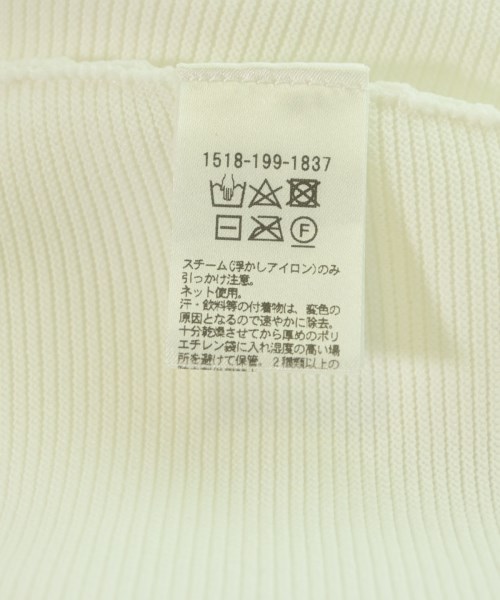 1518-199-1837
F
スチーム(浮かしアイロン)のみ
引っかけ注意。
ネット使用。
汗・飲料等の付着物は、変色の
原因となるので速やかに除去。
十分乾燥させてから厚めのポリ
エチレン袋に入れ湿度の高い場
所を避けて保管。2種類以上の